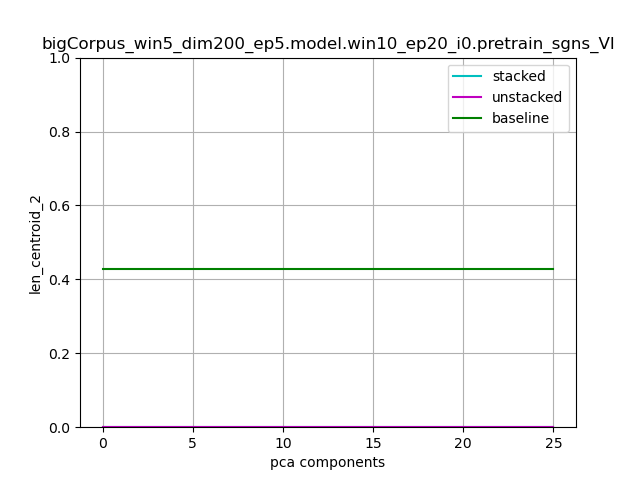 bigCorpus_win5_dim200_ep5.model.win10_ep20_i0.pretrain_sgns_VI
1.0
0.8
0.6
0.4
0.2
0.0
len_centroid_2
stacked
unstacked
baseline
0 5 10 15 20 25
pca components